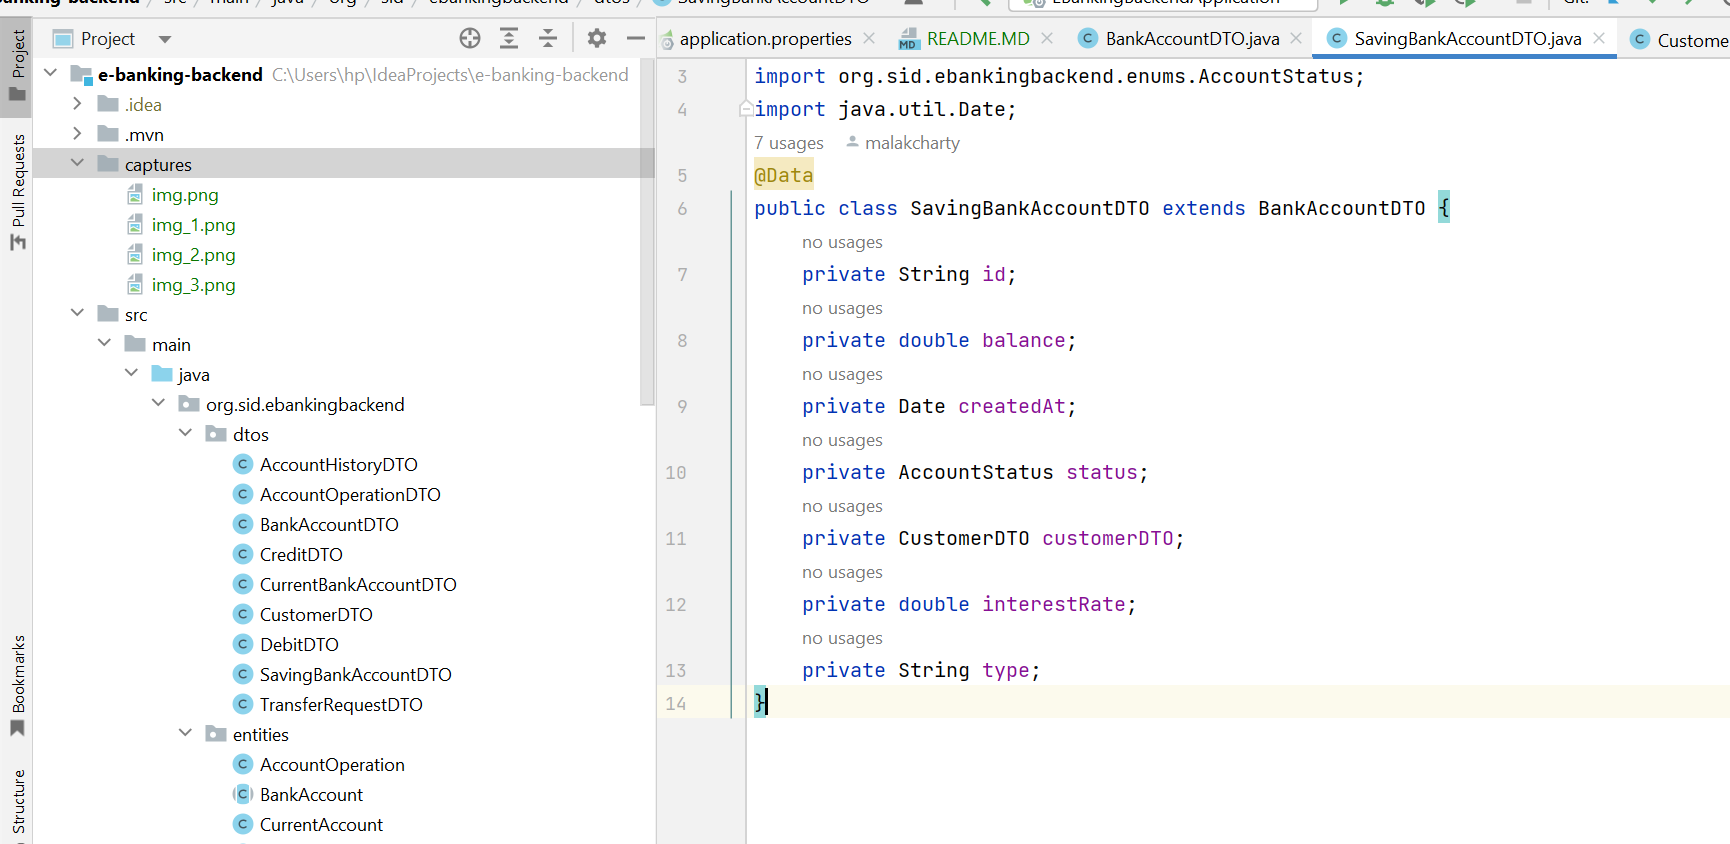 anking-backend / src / main / java / org / sid / ebankingbackend / dtos / SavingBankAccountDTO EBankingBackendApplication Git:
Project
Pull Requests
Bookmarks
Structure
Project
e-banking-backend C:\Users\hp\IdeaProjects\e-banking-backend
.idea
.mvn
captures
img.png
img_1.png
img_2.png
img_3.png
src
main
java
org.sid.ebankingbackend
dtos
C AccountHistoryDTO
C AccountOperationDTO
C BankAccountDTO
C CreditDTO
C CurrentBankAccountDTO
C CustomerDTO
C DebitDTO
C SavingBankAccountDTO
C TransferRequestDTO
entities
C AccountOperation
C BankAccount
C CurrentAccount
application.properties MD README.MD C BankAccountDTO.java C SavingBankAccountDTO.java C Custome
3 import org.sid.ebankingbackend.enums.AccountStatus;
4 import java.util.Date;
7 usages malakcharty
5 @Data
6 public class SavingBankAccountDTO extends BankAccountDTO {
no usages
7 private String id;
no usages
8 private double balance;
no usages
9 private Date createdAt;
no usages
10 private AccountStatus status;
no usages
11 private CustomerDTO customerDTO;
no usages
12 private double interestRate;
no usages
13 private String type;
14 }